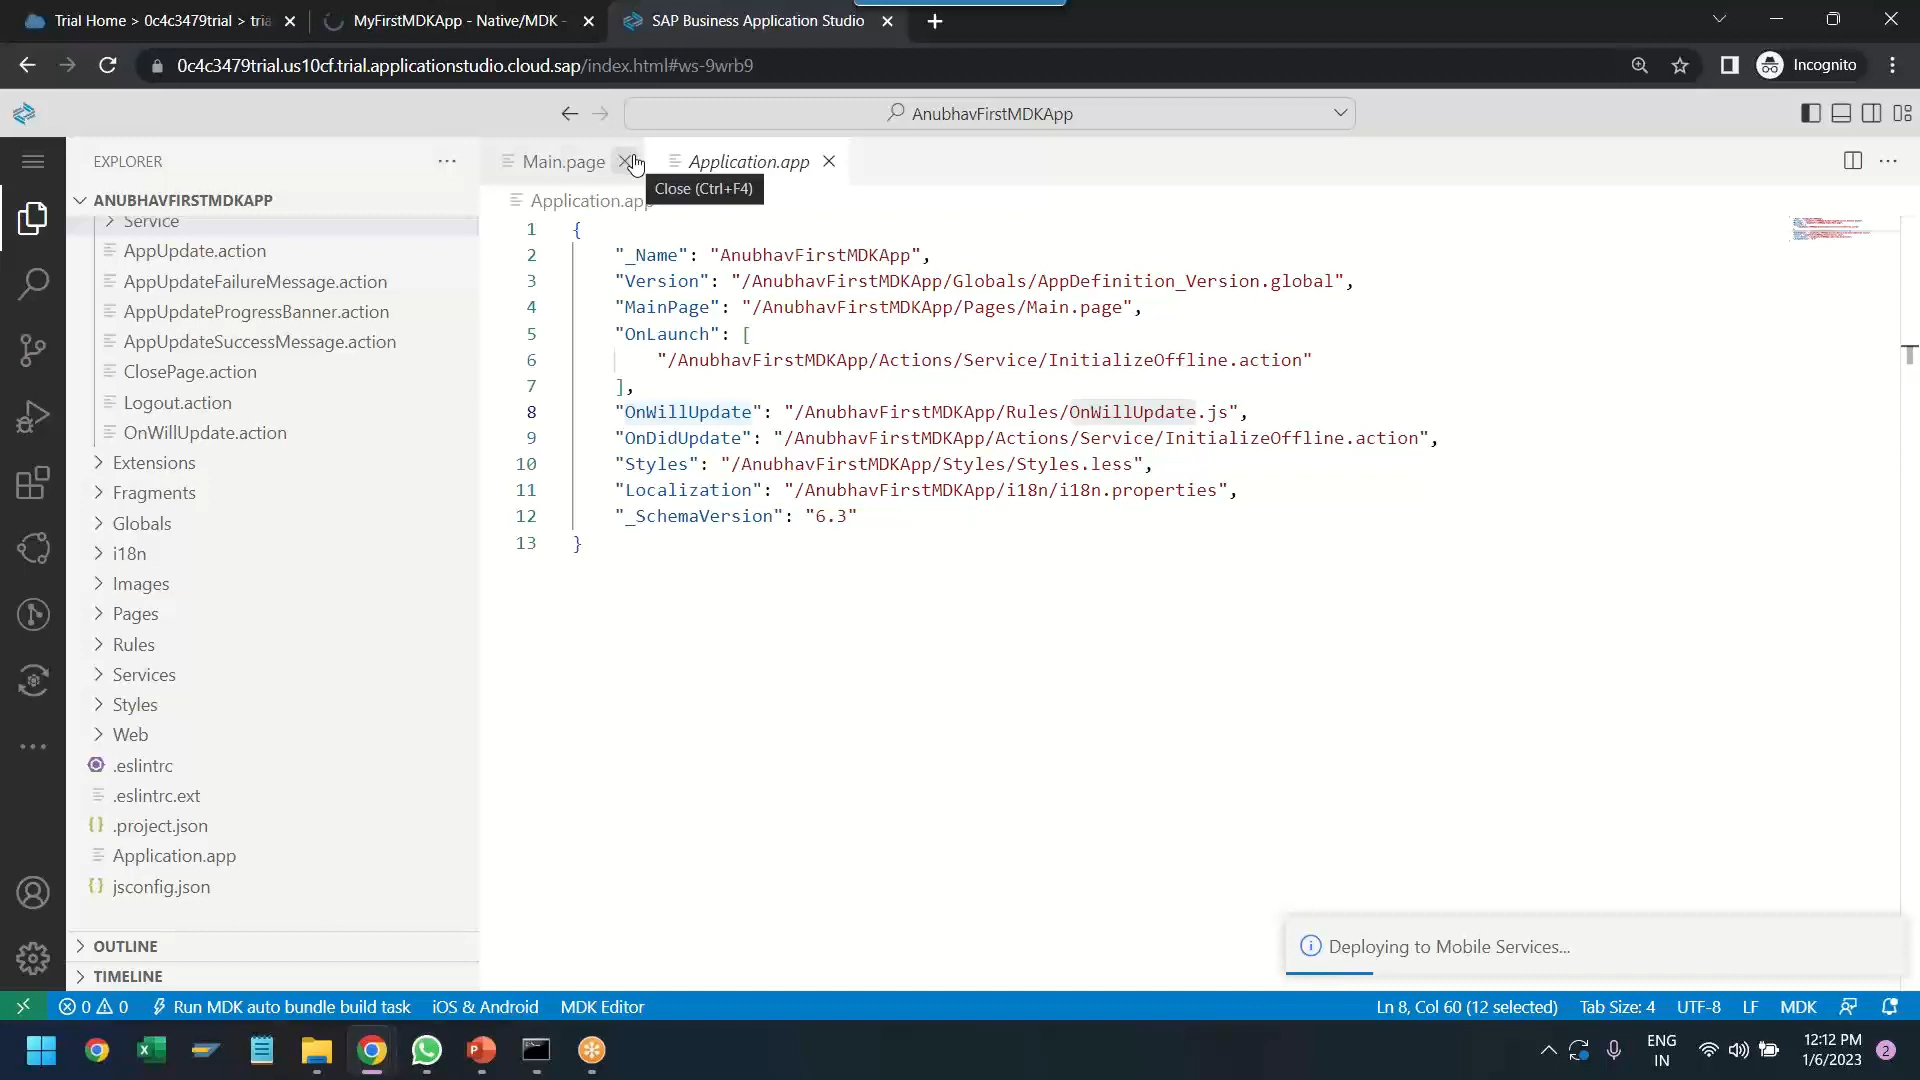 Trial Home > 0c4c3479trial > tria
MyFirstMDKApp - Native/MDK -
SAP Business Application Studio
0c4c3479trial.us10cf.trial.applicationstudio.cloud.sap/index.html#ws-9wrb9
Incognito
AnubhavFirstMDKApp
EXPLORER
ANUBHAVFIRSTMDKAPP
Service
AppUpdate.action
AppUpdateFailureMessage.action
AppUpdateProgressBanner.action
AppUpdateSuccessMessage.action
ClosePage.action
Logout.action
OnWillUpdate.action
Extensions
Fragments
Globals
i18n
Images
Pages
Rules
Services
Styles
Web
.eslintrc
.eslintrc.ext
.project.json
Application.app
jsconfig.json
OUTLINE
TIMELINE
Main.page
Application.app
Close (Ctrl+F4)
Application.app
1 {
2 "_Name": "AnubhavFirstMDKApp",
3 "Version": "/AnubhavFirstMDKApp/Globals/AppDefinition_Version.global",
4 "MainPage": "/AnubhavFirstMDKApp/Pages/Main.page",
5 "OnLaunch": [
6 "/AnubhavFirstMDKApp/Actions/Service/InitializeOffline.action"
7 ],
8 "OnWillUpdate": "/AnubhavFirstMDKApp/Rules/OnWillUpdate.js",
9 "OnDidUpdate": "/AnubhavFirstMDKApp/Actions/Service/InitializeOffline.action",
10 "Styles": "/AnubhavFirstMDKApp/Styles/Styles.less",
11 "Localization": "/AnubhavFirstMDKApp/i18n/i18n.properties",
12 "_SchemaVersion": "6.3"
13 }
Deploying to Mobile Services...
0 0 Run MDK auto bundle build task iOS & Android MDK Editor
Ln 8, Col 60 (12 selected) Tab Size: 4 UTF-8 LF MDK
ENG
IN
12:12 PM
1/6/2023
2